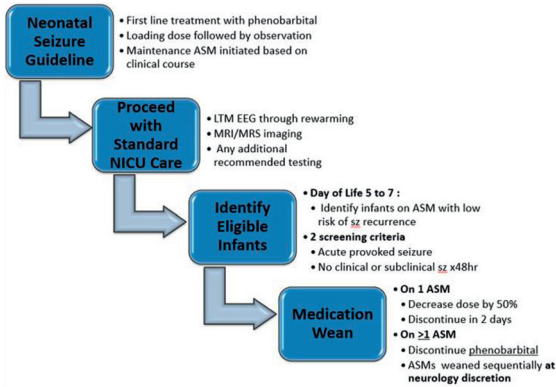 Neonatal
Seizure
Guideline
• First line treatment with phenobarbital
• Loading dose followed by observation
• Maintenance ASM initiated based on
clinical course
Proceed
with
Standard
NICU Care
• LTM EEG through rewarming
• MRI/MRS imaging
• Any additional
recommended testing
Identify
Eligible
Infants
• Day of Life 5 to 7 :
• Identify infants on ASM with low
risk of sz recurrence
• 2 screening criteria
• Acute provoked seizure
• No clinical or subclinical sz x48hr
Medication
Wean
• On 1 ASM
• Decrease dose by 50%
• Discontinue in 2 days
• On >1 ASM
• Discontinue phenobarbital
• ASMs weaned sequentially at
neurology discretion